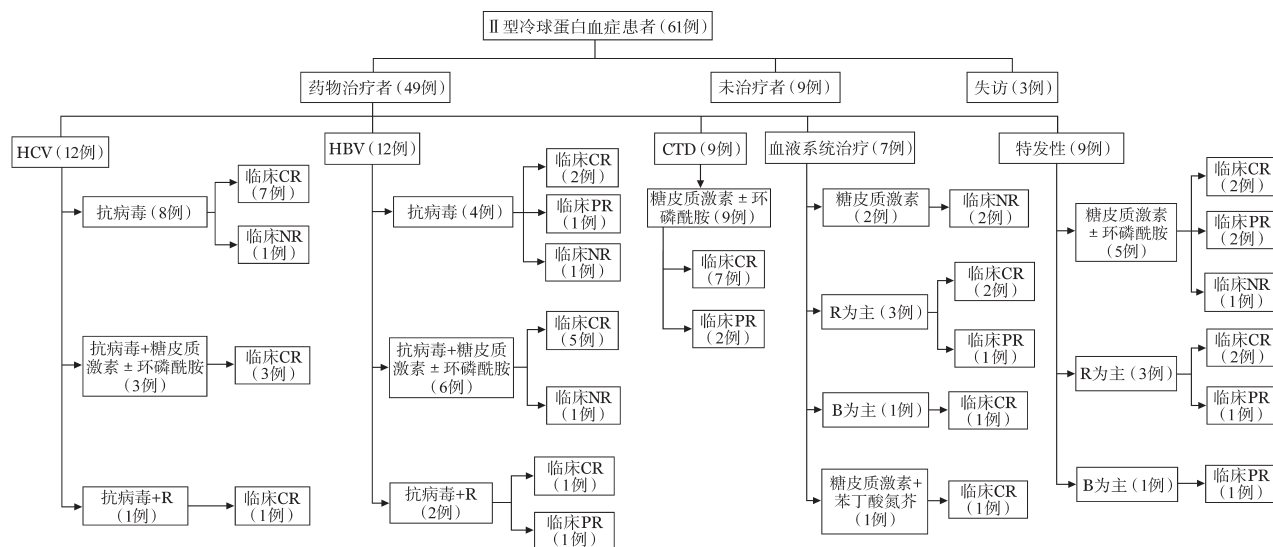 Ⅱ型冷球蛋白血症患者(61例)
药物治疗者(49例)
未治疗者(9例)
失访(3例)
HCV(12例)
HBV(12例)
CTD(9例)
血液系统治疗(7例)
特发性(9例)
抗病毒(8例)
临床CR
(7例)
临床NR
(1例)
抗病毒+糖皮质
激素±环磷酰胺
(3例)
临床CR
(3例)
抗病毒+R
(1例)
临床CR
(1例)
抗病毒(4例)
临床CR
(2例)
临床PR
(1例)
临床NR
(1例)
抗病毒+糖皮质
激素±环磷酰胺
(6例)
临床CR
(5例)
临床NR
(1例)
抗病毒+R
(2例)
临床CR
(1例)
临床PR
(1例)
糖皮质激素±环
磷酰胺(9例)
临床CR
(7例)
临床PR
(2例)
糖皮质激素
(2例)
临床NR
(2例)
R为主(3例)
临床CR
(2例)
临床PR
(1例)
B为主(1例)
临床CR
(1例)
糖皮质激素+
苯丁酸氮芥
(1例)
临床CR
(1例)
糖皮质激素
±环磷酰胺
(5例)
临床CR
(2例)
临床PR
(2例)
临床NR
(1例)
R为主(3例)
临床CR
(2例)
临床PR
(1例)
B为主(1例)
临床PR
(1例)